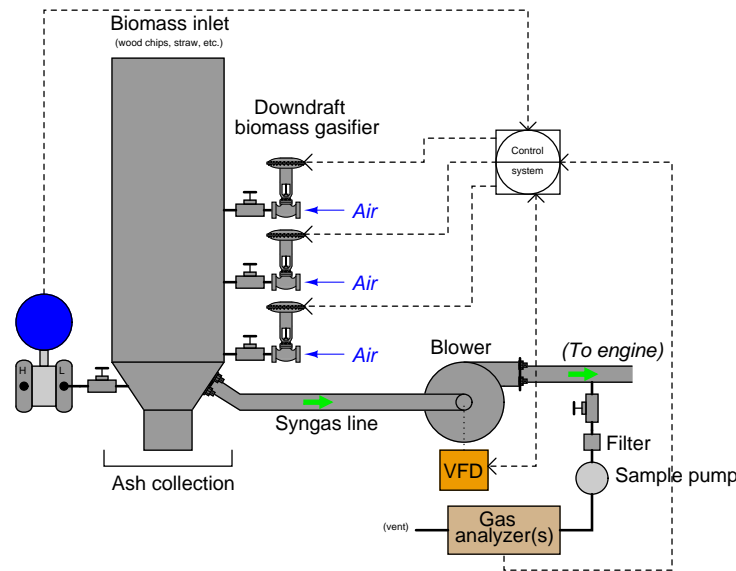 Biomass inlet
(wood chips, straw, etc.)
Downdraft
biomass gasifier
Control
system
Air
Air
Air
H
L
Blower
(To engine)
Syngas line
Filter
VFD
Sample pump
Ash collection
Gas
analyzer(s)
(vent)